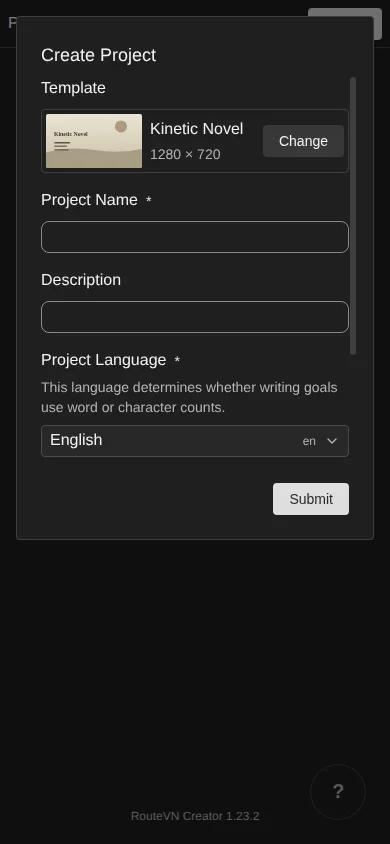 P
Create Project
Template
Kinetic Novel
Kinetic Novel
1280 × 720
Change
Project Name *
Description
Project Language *
This language determines whether writing goals
use word or character counts.
English
en
Submit
?
RouteVN Creator 1.23.2